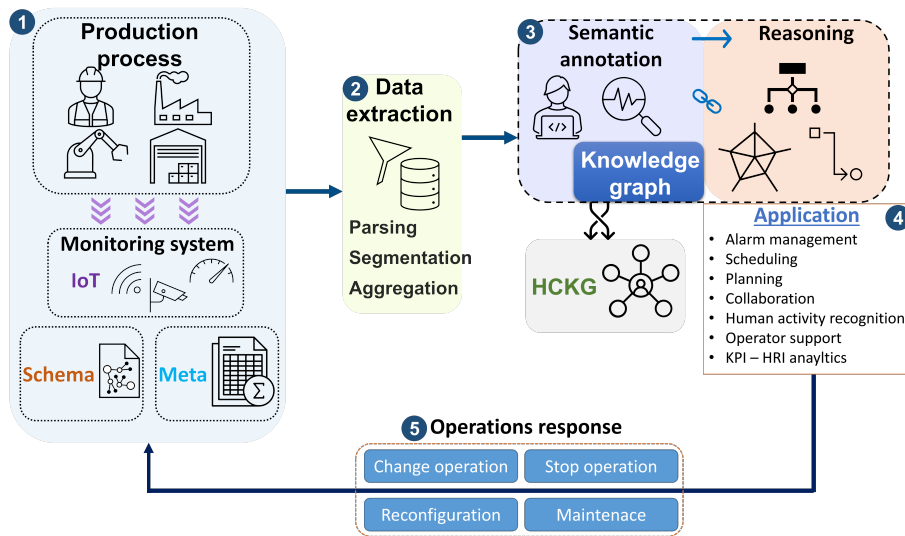 1
Production
process
Monitoring system
IoT
Schema
Meta
Σ
2
Data
extraction
Parsing
Segmentation
Aggregation
3
Semantic
annotation
</>
Reasoning
Knowledge
graph
HCKG
4
Application
• Alarm management
• Scheduling
• Planning
• Collaboration
• Human activity recognition
• Operator support
• KPI – HRI anayltics
5
Operations response
Change operation
Stop operation
Reconfiguration
Maintenace